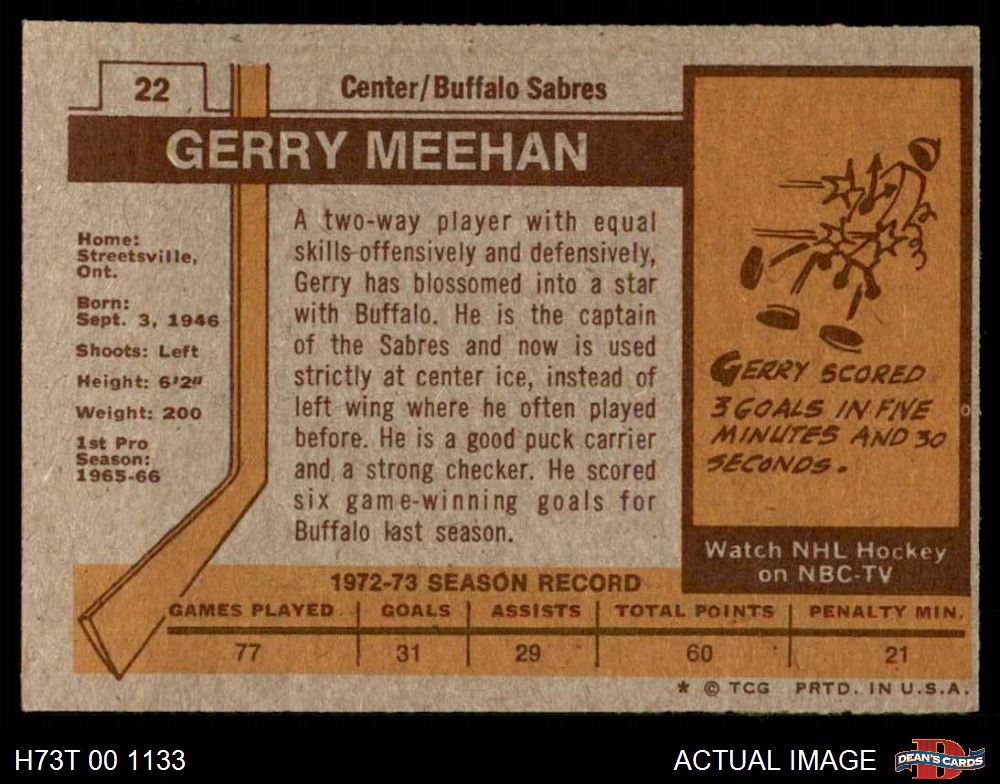 22
Center/Buffalo Sabres
GERRY MEEHAN
Home:
Streetsville,
Ont.
Born:
Sept. 3, 1946
Shoots: Left
Height: 6'2"
Weight: 200
1st Pro
Season:
1965-66
A two-way player with equal
skills offensively and defensively,
Gerry has blossomed into a star
with Buffalo. He is the captain
of the Sabres and now is used
strictly at center ice, instead of
left wing where he often played
before. He is a good puck carrier
and a strong checker. He scored
six game-winning goals for
Buffalo last season.
GERRY SCORED
3 GOALS IN FIVE
MINUTES AND 30
SECONDS.
Watch NHL Hockey
on NBC-TV
1972-73 SEASON RECORD
GAMES PLAYED GOALS ASSISTS TOTAL POINTS PENALTY MIN.
77 31 29 60 21
* © TCG PRTD. IN U.S.A.
H73T 00 1133 ACTUAL IMAGE DEAN'S CARDS